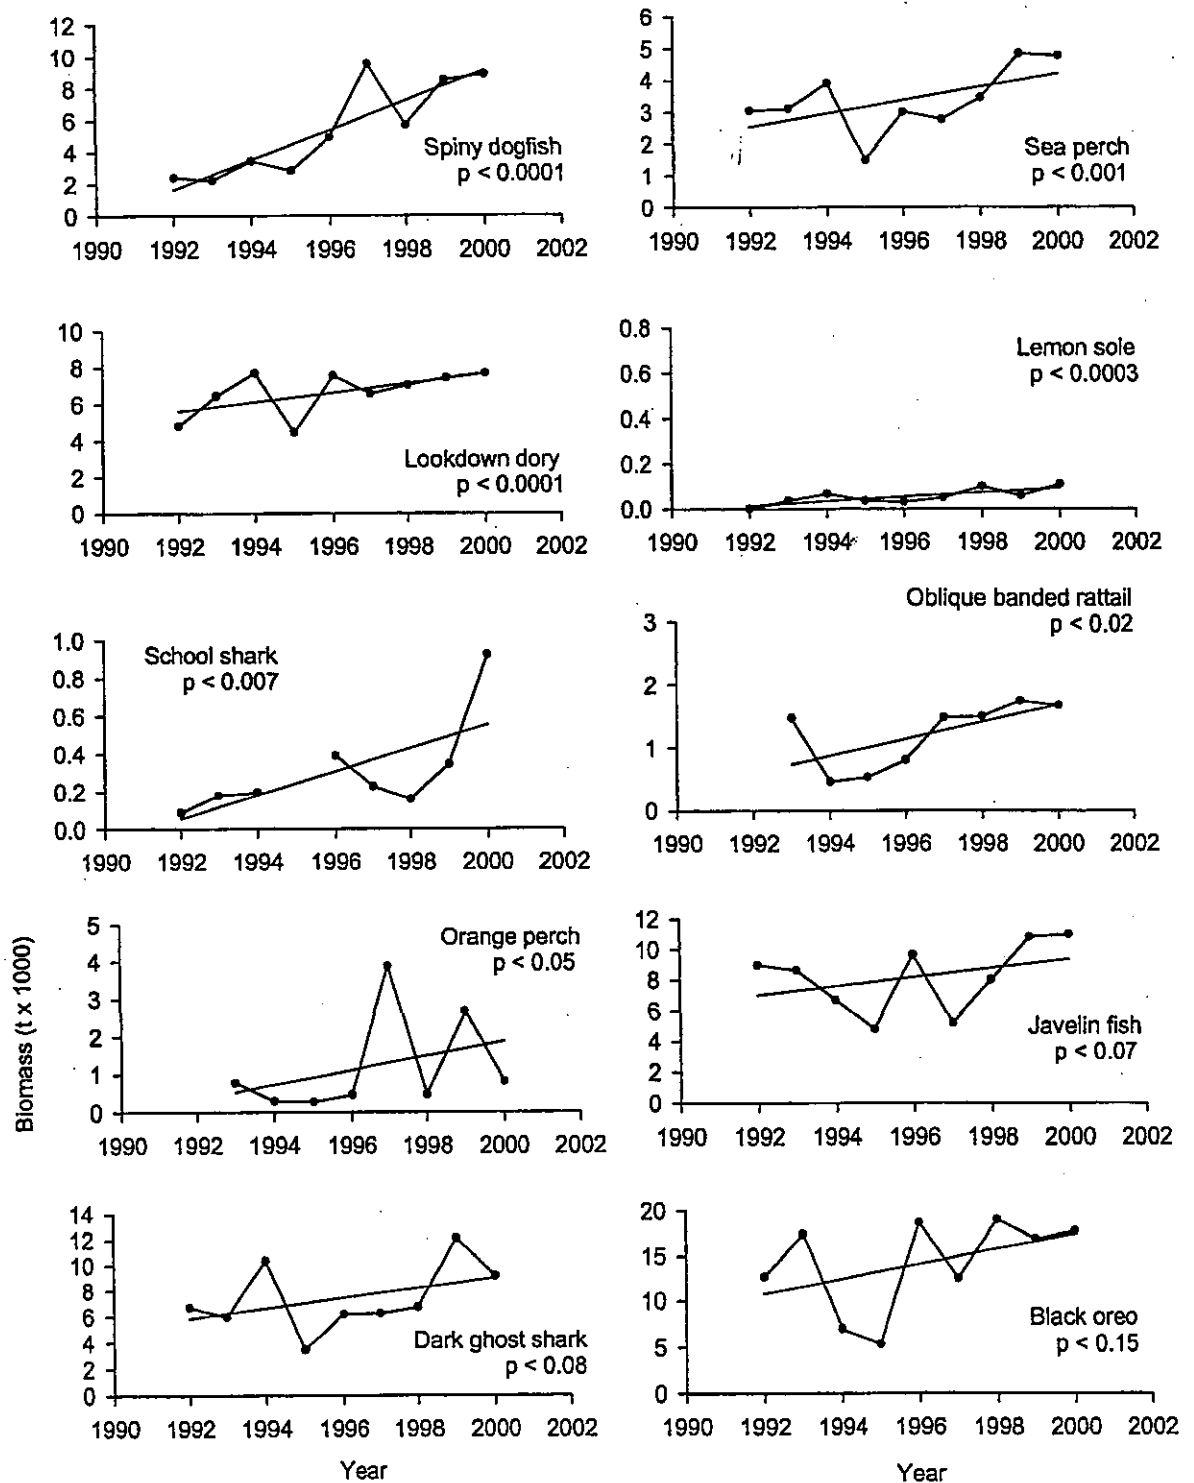 12
10
8
6
4
2
0
1990 1992 1994 1996 1998 2000 2002
Spiny dogfish
p < 0.0001
6
5
4
3
2
1
0
1990 1992 1994 1996 1998 2000 2002
Sea perch
p < 0.001
10
8
6
4
2
0
1990 1992 1994 1996 1998 2000 2002
Lookdown dory
p < 0.0001
0.8
0.6
0.4
0.2
0.0
1990 1992 1994 1996 1998 2000 2002
Lemon sole
p < 0.0003
1.0
0.8
0.6
0.4
0.2
0.0
1990 1992 1994 1996 1998 2000 2002
School shark
p < 0.007
Oblique banded rattail
p < 0.02
3
2
1
0
1990 1992 1994 1996 1998 2000 2002
5
4
3
2
1
0
1990 1992 1994 1996 1998 2000 2002
Orange perch
p < 0.05
12
10
8
6
4
2
0
1990 1992 1994 1996 1998 2000 2002
Javelin fish
p < 0.07
Biomass (t x 1000)
14
12
10
8
6
4
2
0
1990 1992 1994 1996 1998 2000 2002
Dark ghost shark
p < 0.08
Year
20
15
10
5
0
1990 1992 1994 1996 1998 2000 2002
Black oreo
p < 0.15
Year